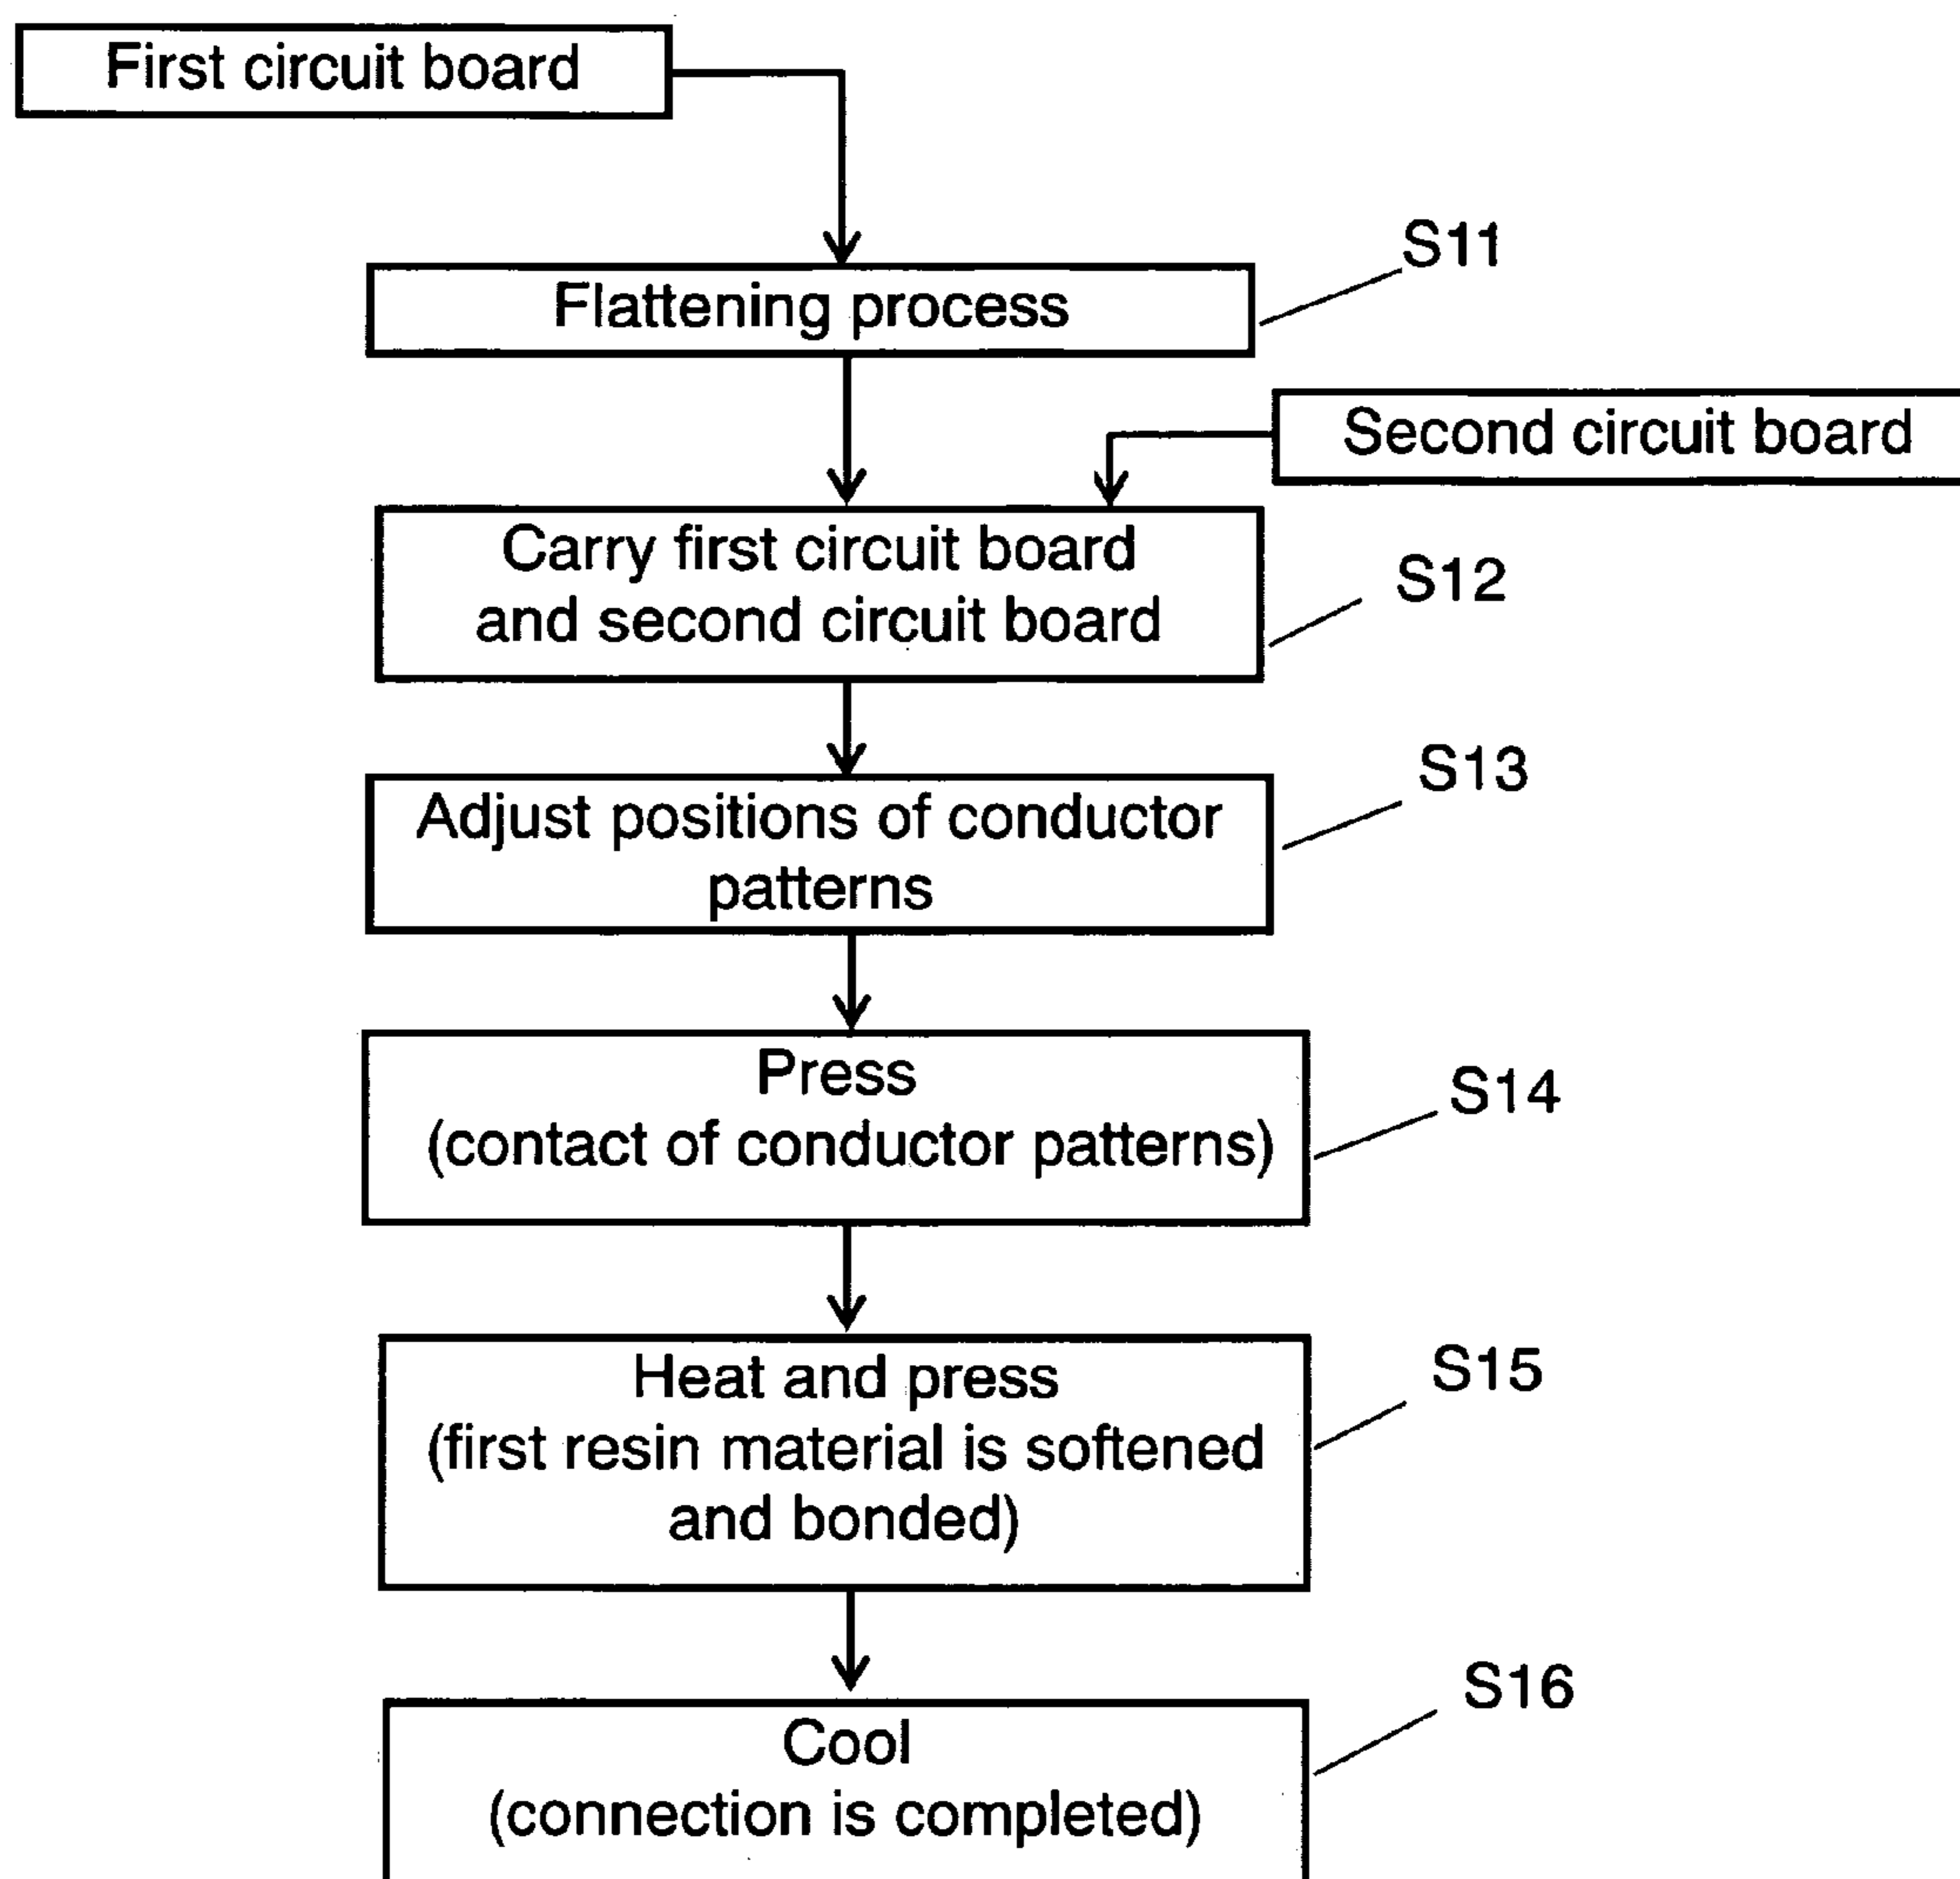 First circuit board
S11
Flattening process
Second circuit board
Carry first circuit board
and second circuit board
S12
S13
Adjust positions of conductor
patterns
Press
(contact of conductor patterns)
S14
S15
Heat and press
(first resin material is softened
and bonded)
S16
Cool
(connection is completed)